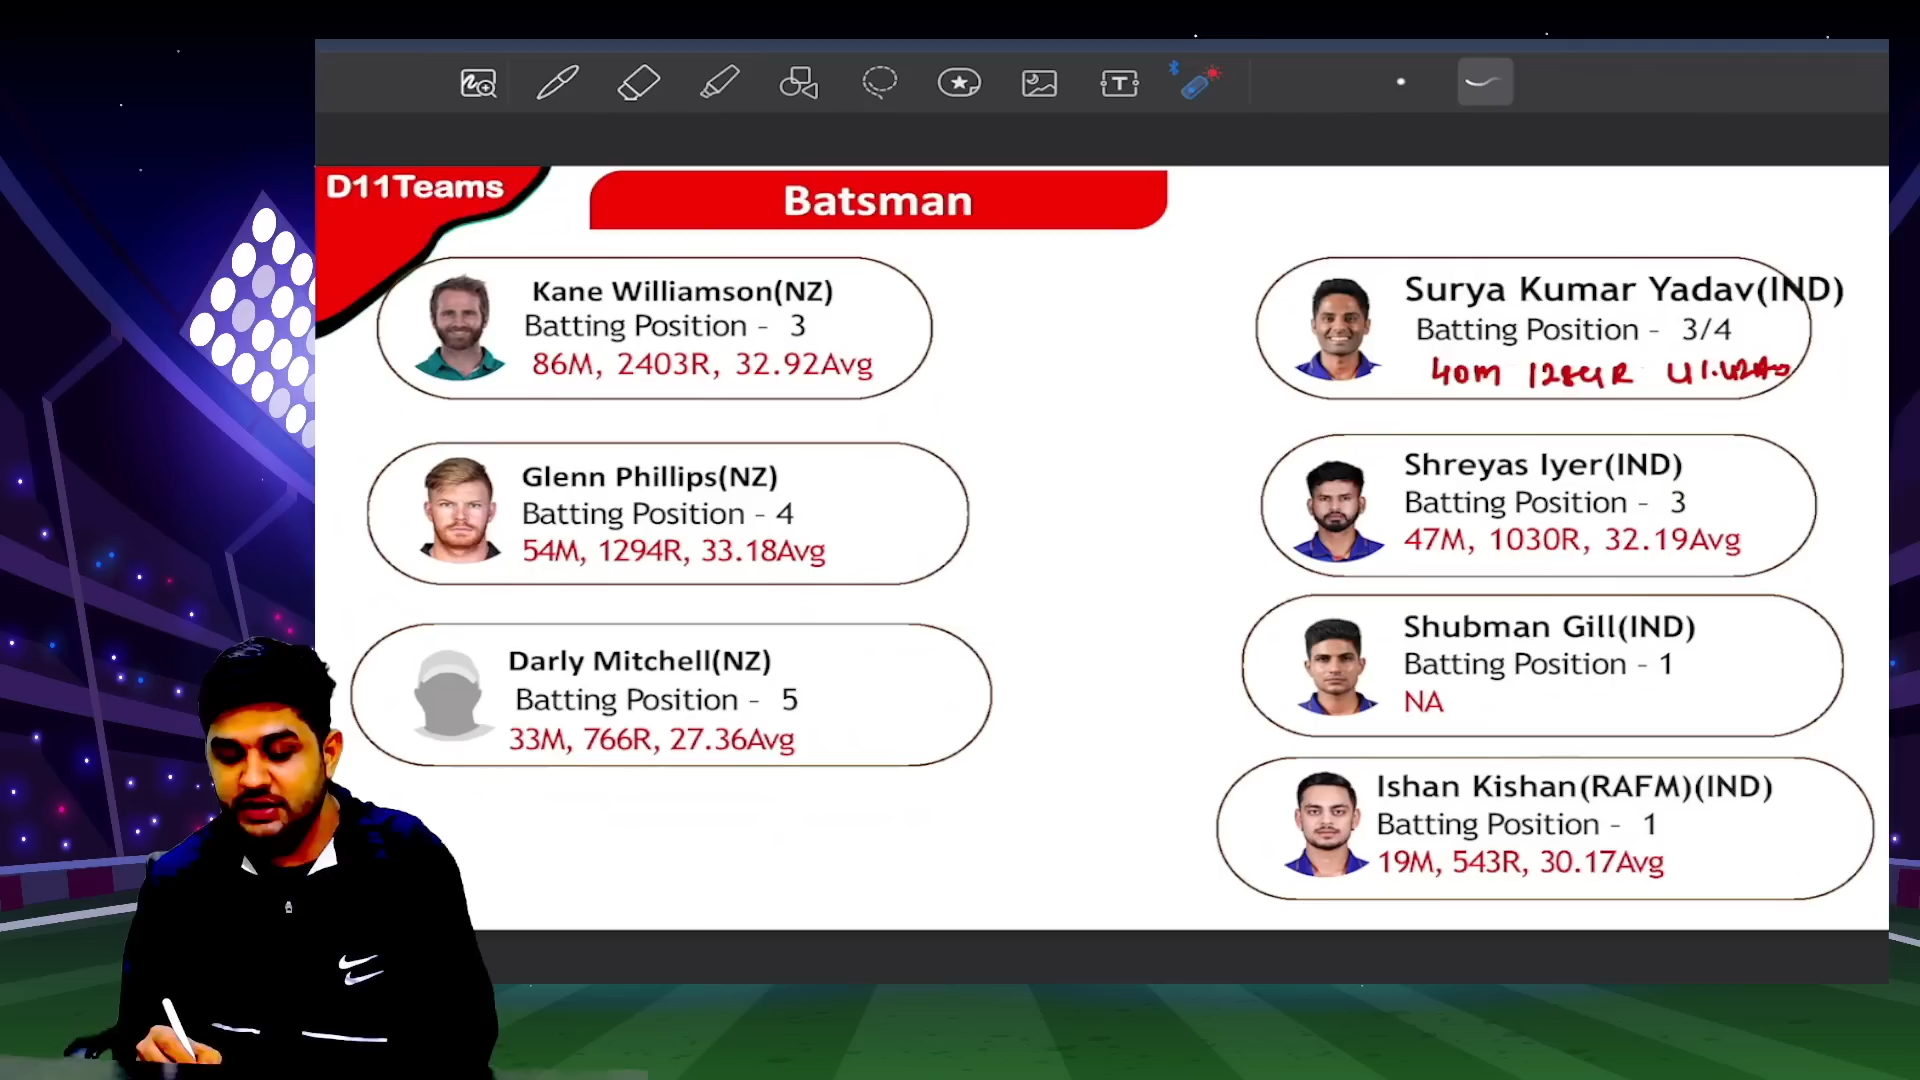 D11Teams
Batsman
Kane Williamson(NZ)
Batting Position - 3
86M, 2403R, 32.92Avg
Glenn Phillips(NZ)
Batting Position - 4
54M, 1294R, 33.18Avg
Darly Mitchell(NZ)
Batting Position - 5
33M, 766R, 27.36Avg
Surya Kumar Yadav(IND)
Batting Position - 3/4
40M 1284R
Shreyas Iyer(IND)
Batting Position - 3
47M, 1030R, 32.19Avg
Shubman Gill(IND)
Batting Position - 1
NA
Ishan Kishan(RAFM)(IND)
Batting Position - 1
19M, 543R, 30.17Avg